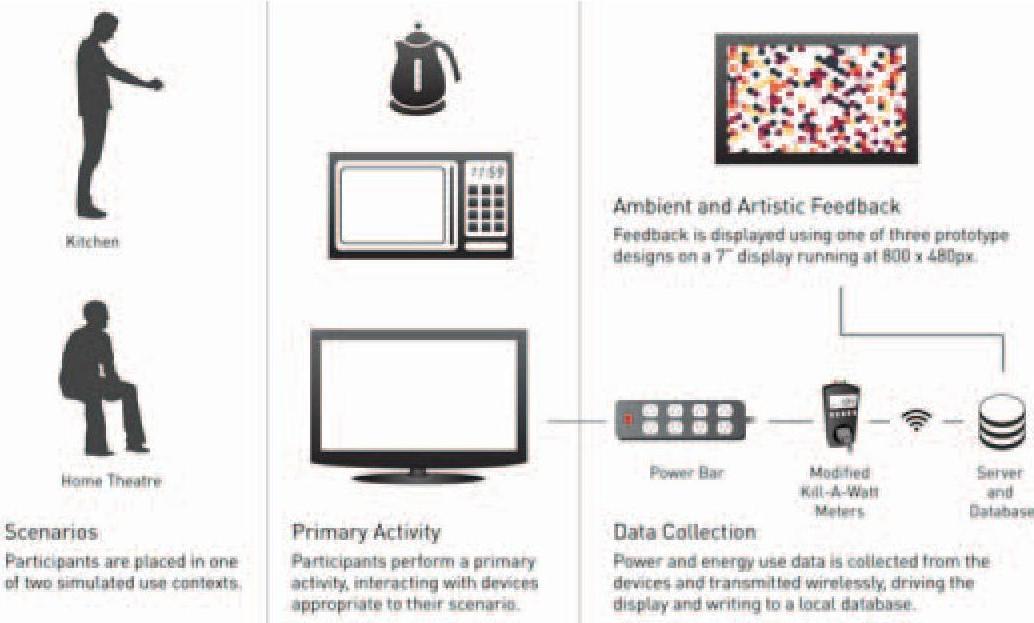 Kitchen
Home Theatre
Scenarios
Participants are placed in one
of two simulated use contexts.
11:59
Primary Activity
Participants perform a primary
activity, interacting with devices
appropriate to their scenario.
Ambient and Artistic Feedback
Feedback is displayed using one of three prototype
designs on a 7" display running at 800 x 480px.
Power Bar
Modified
Kill-A-Watt
Meters
Server
and
Database
Data Collection
Power and energy use data is collected from the
devices and transmitted wirelessly, driving the
display and writing to a local database.